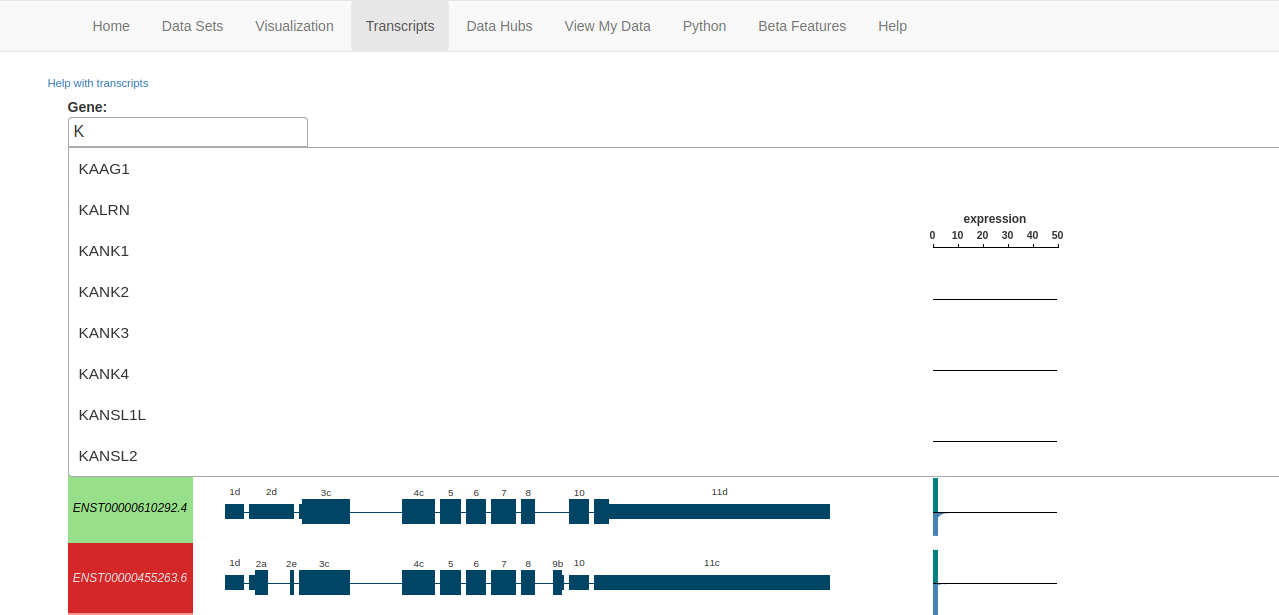 Home Data Sets Visualization Transcripts Data Hubs View My Data Python Beta Features Help
Help with transcripts
Gene:
K
KAAG1
KALRN
KANK1
KANK2
KANK3
KANK4
KANSL1L
KANSL2
expression
0 10 20 30 40 50
1d 2d 3c 4c 5 6 7 8 10 11d
ENST00000610292.4
1d 2a 2e 3c 4c 5 6 7 8 9b 10 11c
ENST00000455263.6